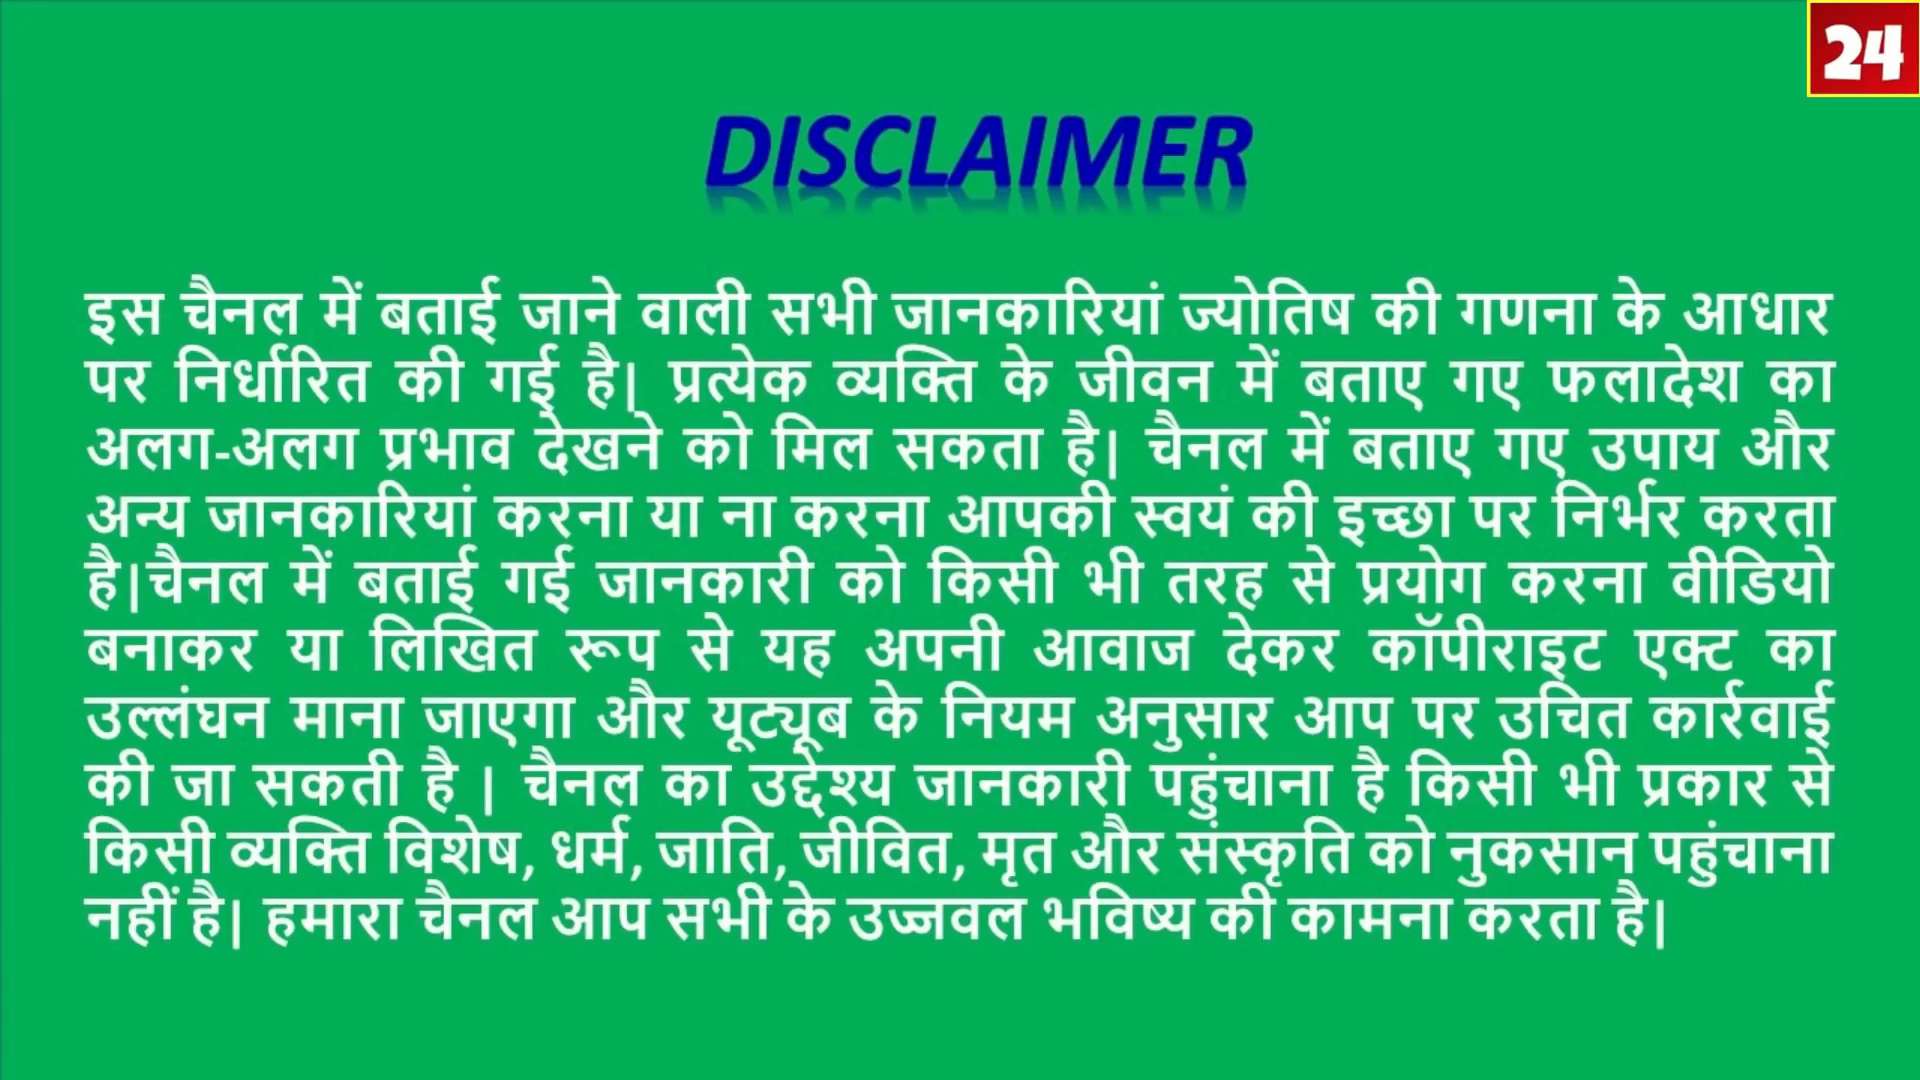 24
DISCLAIMER
इस चैनल में बताई जाने वाली सभी जानकारियां ज्योतिष की गणना के आधार
पर निर्धारित की गई है| प्रत्येक व्यक्ति के जीवन में बताए गए फलादेश का
अलग-अलग प्रभाव देखने को मिल सकता है| चैनल में बताए गए उपाय और
अन्य जानकारियां करना या ना करना आपकी स्वयं की इच्छा पर निर्भर करता
है|चैनल में बताई गई जानकारी को किसी भी तरह से प्रयोग करना वीडियो
बनाकर या लिखित रूप से यह अपनी आवाज देकर कॉपीराइट एक्ट का
उल्लंघन माना जाएगा और यूट्यूब के नियम अनुसार आप पर उचित कार्रवाई
की जा सकती है | चैनल का उद्देश्य जानकारी पहुंचाना है किसी भी प्रकार से
किसी व्यक्ति विशेष, धर्म, जाति, जीवित, मृत और संस्कृति को नुकसान पहुंचाना
नहीं है| हमारा चैनल आप सभी के उज्जवल भविष्य की कामना करता है|